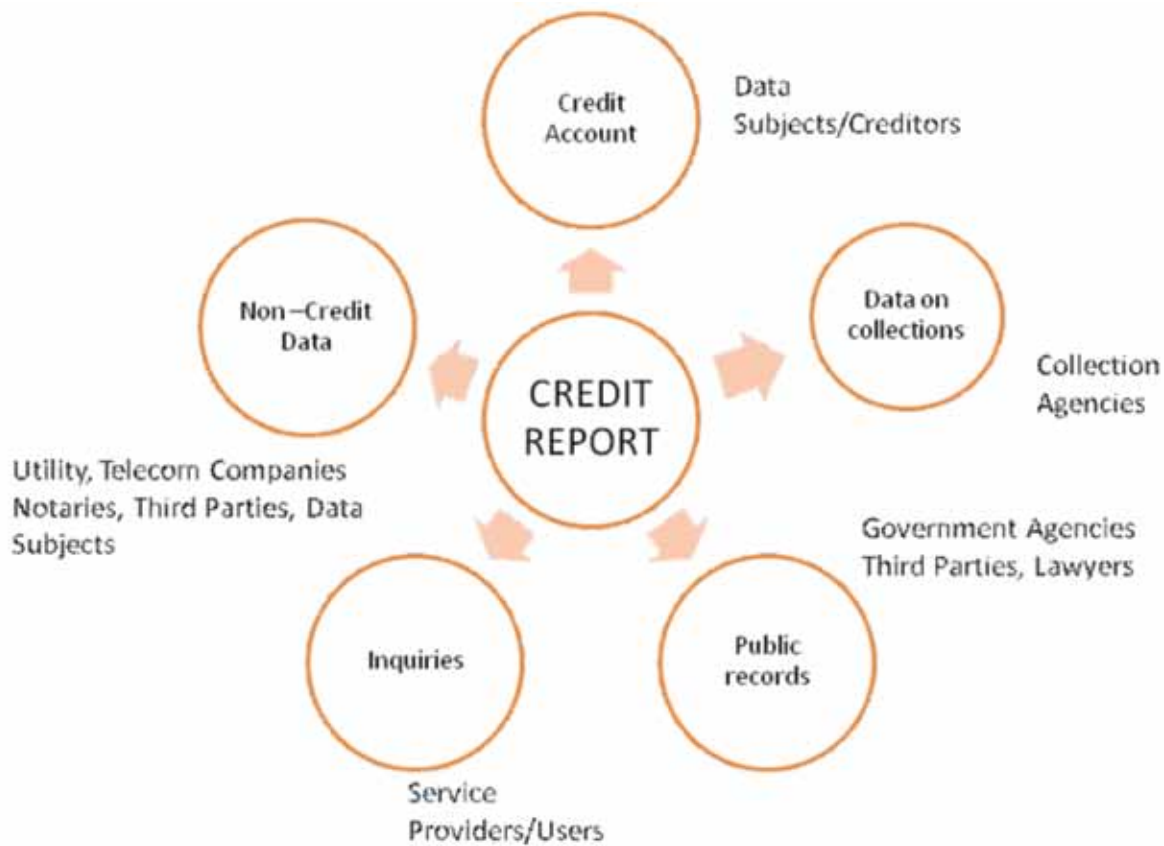 Credit
Account
Data
Subjects/Creditors
Non–Credit
Data
Data on
collections
CREDIT
REPORT
Collection
Agencies
Utility, Telecom Companies
Notaries, Third Parties, Data
Subjects
Government Agencies
Third Parties, Lawyers
Inquiries
Public
records
Service
Providers/Users